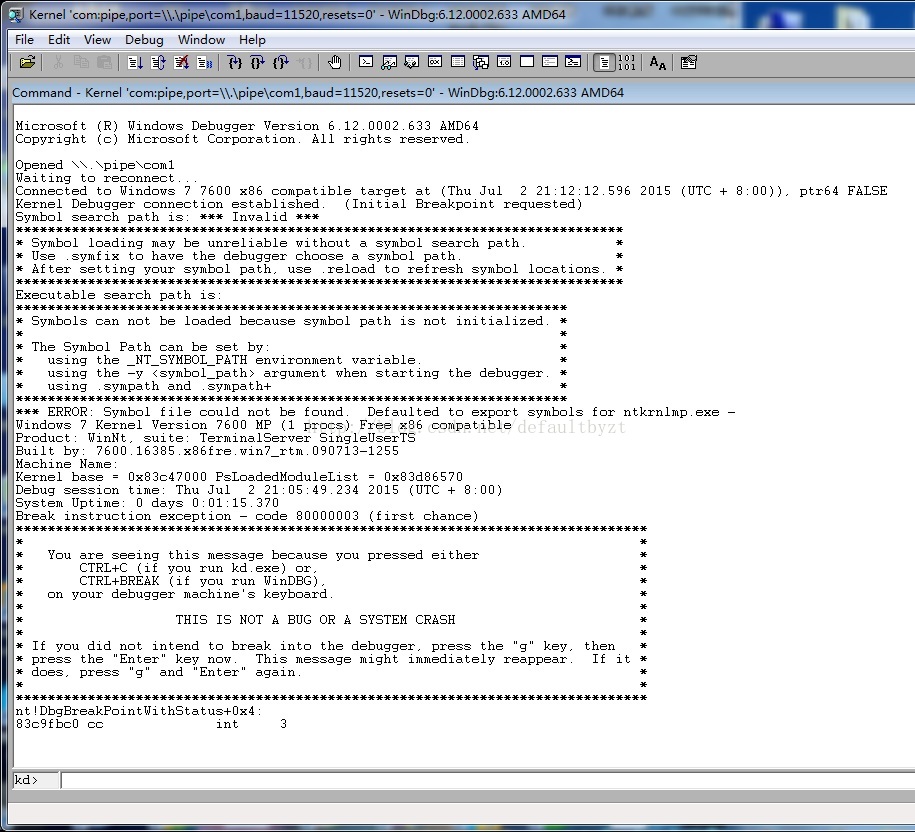 Kernel 'com:pipe,port=\\.\pipe\com1,baud=11520,resets=0' - WinDbg:6.12.0002.633 AMD64
File Edit View Debug Window Help
Command - Kernel 'com:pipe,port=\\.\pipe\com1,baud=11520,resets=0' - WinDbg:6.12.0002.633 AMD64
Microsoft (R) Windows Debugger Version 6.12.0002.633 AMD64
Copyright (c) Microsoft Corporation. All rights reserved.
Opened \\.\pipe\com1
Waiting to reconnect...
Connected to Windows 7 7600 x86 compatible target at (Thu Jul  2 21:12:12.596 2015 (UTC + 8:00)), ptr64 FALSE
Kernel Debugger connection established.  (Initial Breakpoint requested)
Symbol search path is: *** Invalid ***
****************************************************************************
* Symbol loading may be unreliable without a symbol search path.           *
* Use .symfix to have the debugger choose a symbol path.                   *
* After setting your symbol path, use .reload to refresh symbol locations. *
****************************************************************************
Executable search path is:
*********************************************************************
* Symbols can not be loaded because symbol path is not initialized. *
*                                                                   *
* The Symbol Path can be set by:                                    *
*   using the _NT_SYMBOL_PATH environment variable.                 *
*   using the -y <symbol_path> argument when starting the debugger. *
*   using .sympath and .sympath+                                    *
*********************************************************************
*** ERROR: Symbol file could not be found.  Defaulted to export symbols for ntkrnlmp.exe -
Windows 7 Kernel Version 7600 MP (1 procs) Free x86 compatible
Product: WinNt, suite: TerminalServer SingleUserTS
Built by: 7600.16385.x86fre.win7_rtm.090713-1255
Machine Name:
Kernel base = 0x83c47000 PsLoadedModuleList = 0x83d86570
Debug session time: Thu Jul  2 21:05:49.234 2015 (UTC + 8:00)
System Uptime: 0 days 0:01:15.370
Break instruction exception - code 80000003 (first chance)
*******************************************************************************
*                                                                             *
*   You are seeing this message because you pressed either                    *
*       CTRL+C (if you run kd.exe) or,                                        *
*       CTRL+BREAK (if you run WinDBG),                                       *
*   on your debugger machine's keyboard.                                      *
*                                                                             *
*                   THIS IS NOT A BUG OR A SYSTEM CRASH                       *
*                                                                             *
* If you did not intend to break into the debugger, press the "g" key, then   *
* press the "Enter" key now.  This message might immediately reappear.  If it *
* does, press "g" and "Enter" again.                                          *
*                                                                             *
*******************************************************************************
nt!DbgBreakPointWithStatus+0x4:
83c9fbc0 cc              int     3
kd>